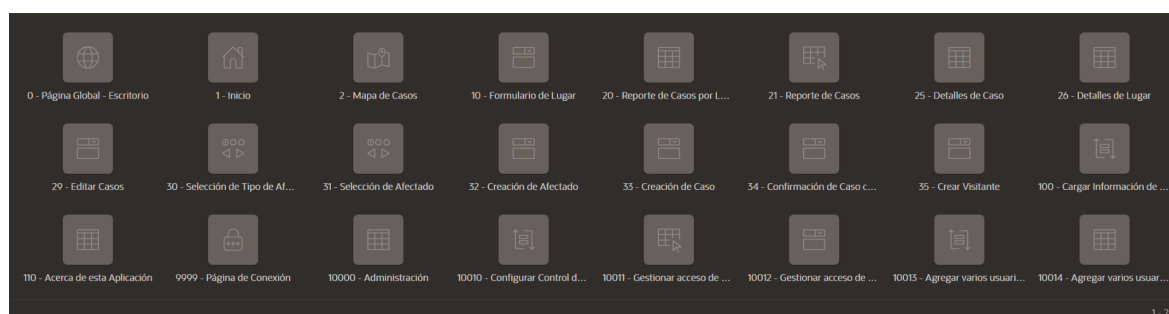 0 - Página Global - Escritorio
1 - Inicio
2 - Mapa de Casos
10 - Formulario de Lugar
20 - Reporte de Casos por L...
21 - Reporte de Casos
25 - Detalles de Caso
26 - Detalles de Lugar
29 - Editar Casos
30 - Selección de Tipo de Af...
31 - Selección de Afectado
32 - Creación de Afectado
33 - Creación de Caso
34 - Confirmación de Caso c...
35 - Crear Visitante
100 - Cargar Información de ...
110 - Acerca de esta Aplicación
9999 - Página de Conexión
10000 - Administración
10010 - Configurar Control d...
10011 - Gestionar acceso de ...
10012 - Gestionar acceso de ...
10013 - Agregar varios usuari...
10014 - Agregar varios usuar...